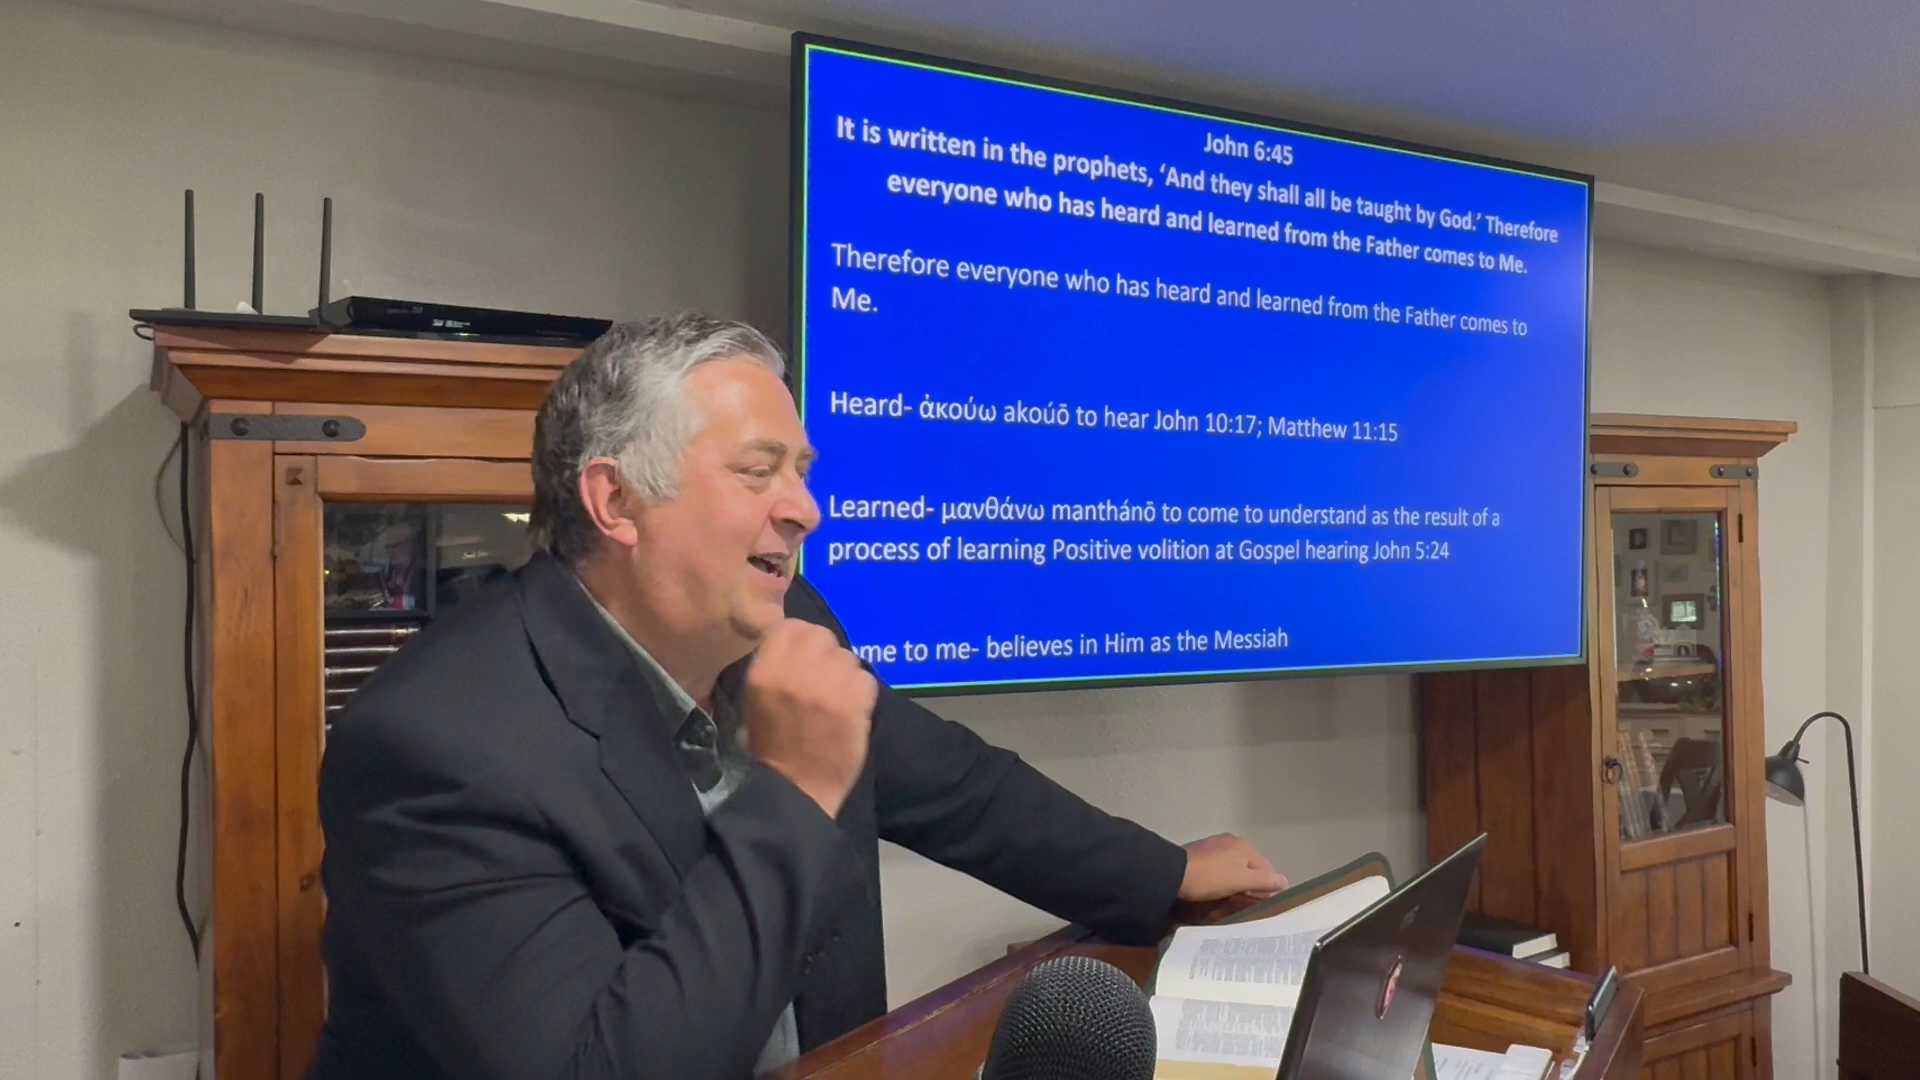 John 6:45
It is written in the prophets, ‘And they shall all be taught by God.’ Therefore
everyone who has heard and learned from the Father comes to Me.
Therefore everyone who has heard and learned from the Father comes to
Me.
Heard- ἀκούω akoúō to hear John 10:17; Matthew 11:15
Learned- μανθάνω manthánō to come to understand as the result of a
process of learning Positive volition at Gospel hearing John 5:24
ome to me- believes in Him as the Messiah